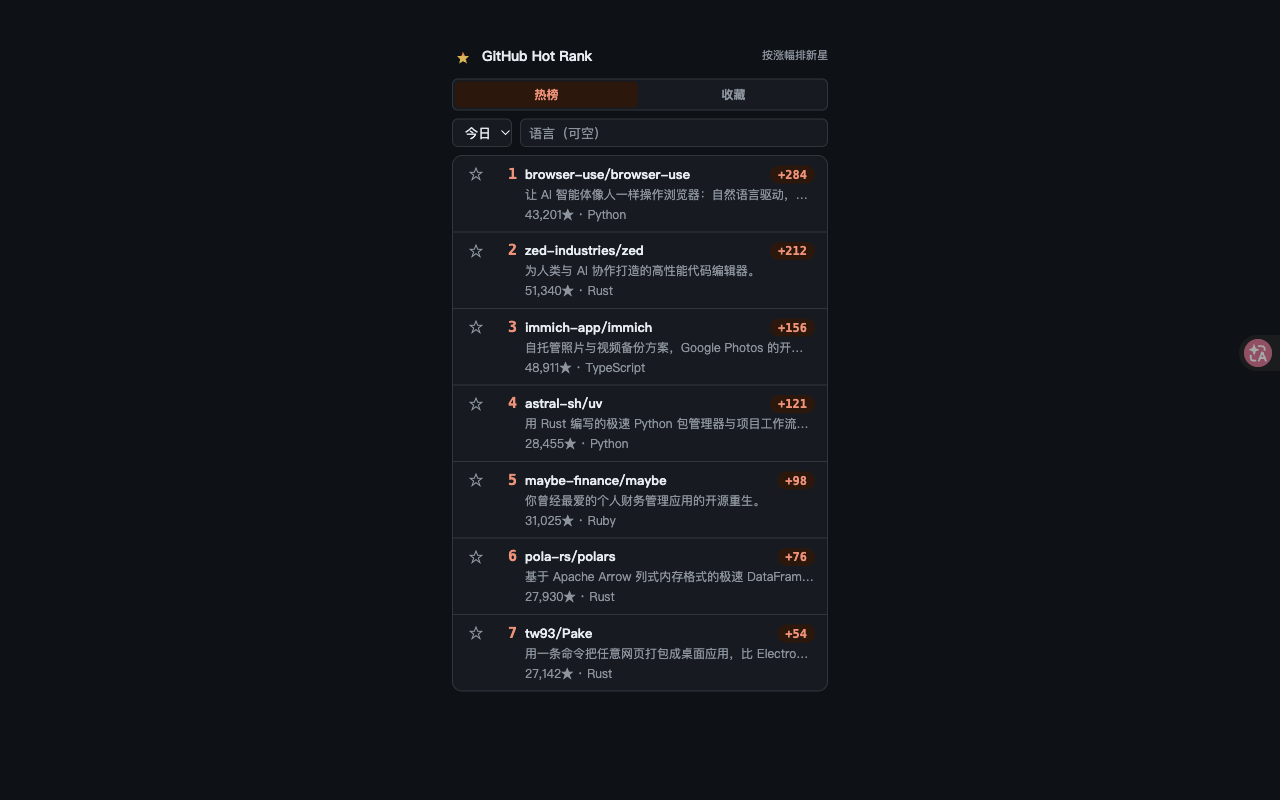 GitHub Hot Rank
按涨幅排新星
热榜
收藏
今日
语言（可空）
☆ 1 browser-use/browser-use +284
让 AI 智能体像人一样操作浏览器：自然语言驱动，…
43,201★ · Python
☆ 2 zed-industries/zed +212
为人类与 AI 协作打造的高性能代码编辑器。
51,340★ · Rust
☆ 3 immich-app/immich +156
自托管照片与视频备份方案，Google Photos 的开…
48,911★ · TypeScript
☆ 4 astral-sh/uv +121
用 Rust 编写的极速 Python 包管理器与项目工作流…
28,455★ · Python
☆ 5 maybe-finance/maybe +98
你曾经最爱的个人财务管理应用的开源重生。
31,025★ · Ruby
☆ 6 pola-rs/polars +76
基于 Apache Arrow 列式内存格式的极速 DataFram…
27,930★ · Rust
☆ 7 tw93/Pake +54
用一条命令把任意网页打包成桌面应用，比 Electro…
27,142★ · Rust